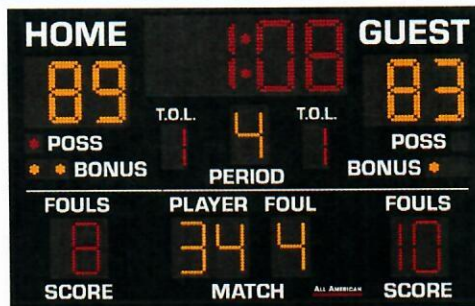 HOME 1:08 GUEST
89 83
T.O.L. T.O.L.
1 4 1
POSS POSS
BONUS PERIOD BONUS
FOULS PLAYER FOUL FOULS
8 34 4 10
SCORE MATCH ALL AMERICAN SCORE